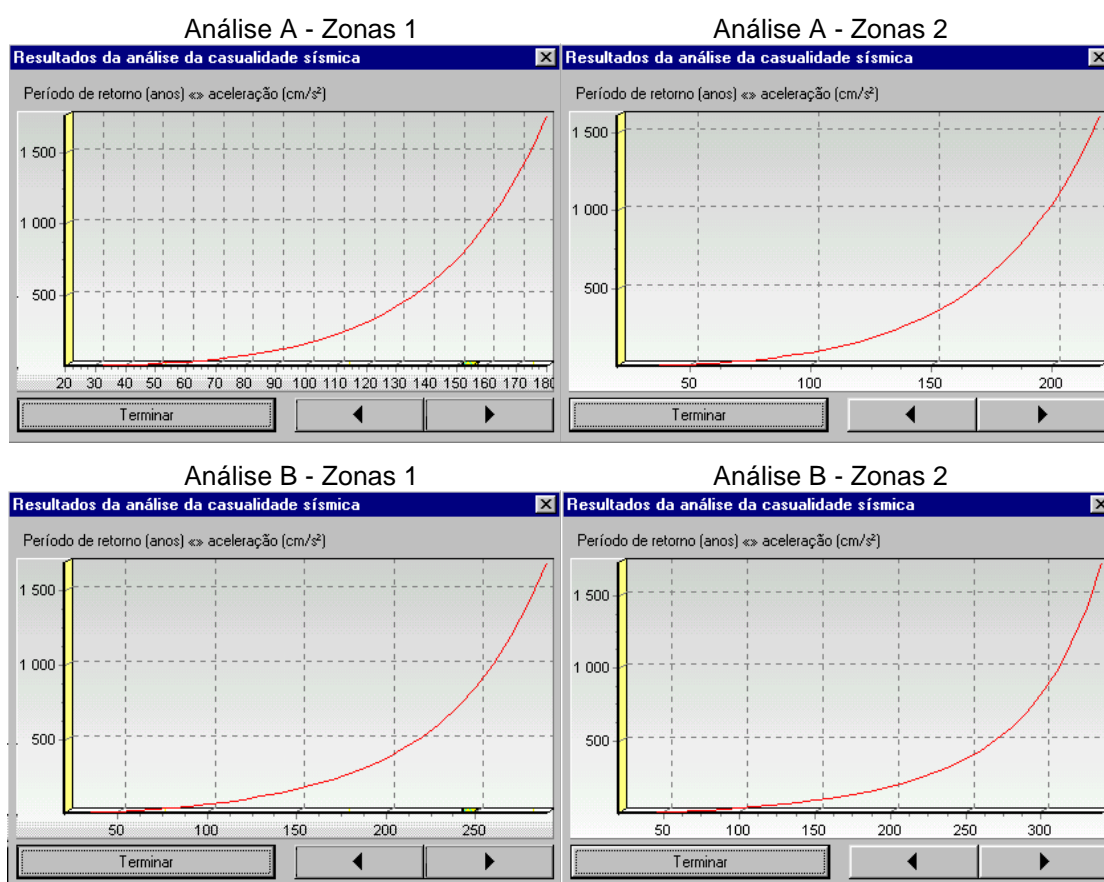 Análise A - Zonas 1
Resultados da análise da casualidade sísmica
Período de retorno (anos) «» aceleração (cm/s²)
1 500
1 000
500
20 30 40 50 60 70 80 90 100 110 120 130 140 150 160 170 180
Terminar
Análise A - Zonas 2
Período de retorno (anos) «» aceleração (cm/s²)
1 500
1 000
500
50 100 150 200
Terminar
Análise B - Zonas 1
Resultados da análise da casualidade sísmica
Período de retorno (anos) «» aceleração (cm/s²)
1 500
1 000
500
50 100 150 200 250
Terminar
Análise B - Zonas 2
Resultados da análise da casualidade sísmica
Período de retorno (anos) «» aceleração (cm/s²)
1 500
1 000
500
50 100 150 200 250 300
Terminar